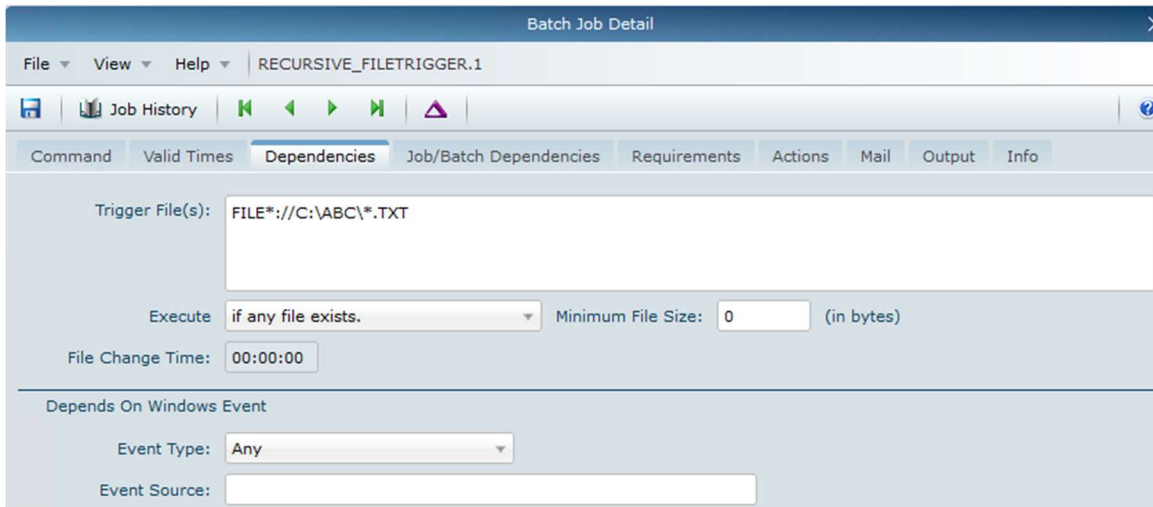 Batch Job Detail
File View Help RECURSIVE_FILETRIGGER.1
Job History
Command Valid Times Dependencies Job/Batch Dependencies Requirements Actions Mail Output Info
Trigger File(s): FILE*://C:\ABC\*.TXT
Execute if any file exists. Minimum File Size: 0 (in bytes)
File Change Time: 00:00:00
Depends On Windows Event
Event Type: Any
Event Source: